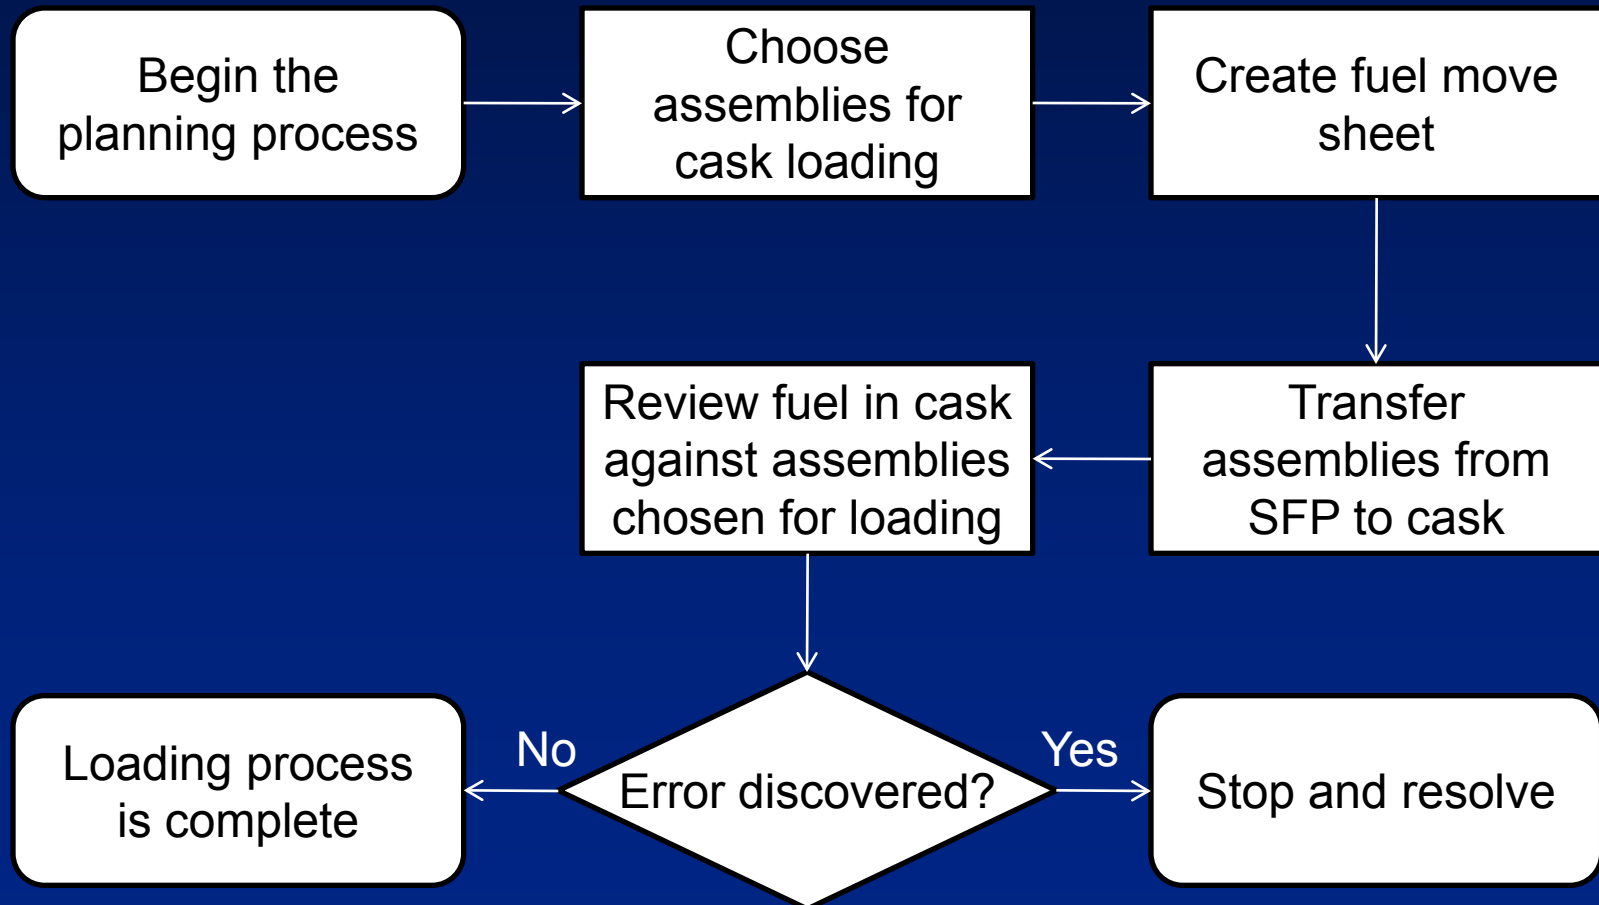 Begin the
planning process
Choose
assemblies for
cask loading
Create fuel move
sheet
Transfer
assemblies from
SFP to cask
Review fuel in cask
against assemblies
chosen for loading
Error discovered?
No
Yes
Loading process
is complete
Stop and resolve